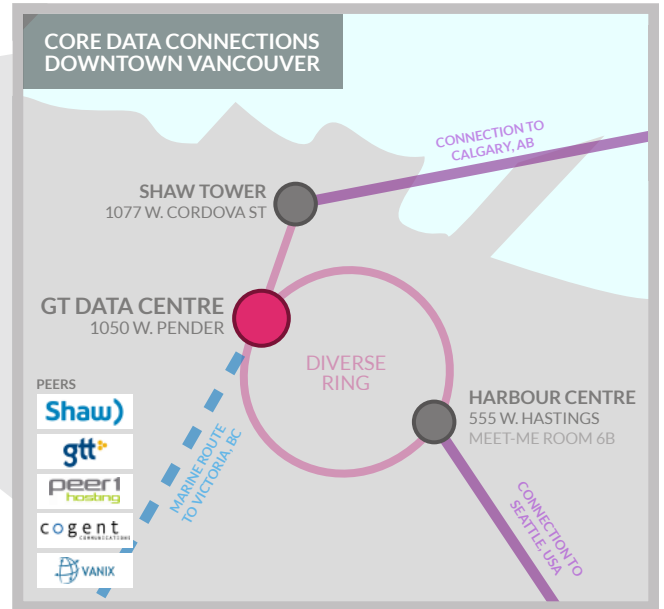 CORE DATA CONNECTIONS
DOWNTOWN VANCOUVER
CONNECTION TO
CALGARY, AB
SHAW TOWER
1077 W. CORDOVA ST
GT DATA CENTRE
1050 W. PENDER
DIVERSE
RING
HARBOUR CENTRE
555 W. HASTINGS
MEET-ME ROOM 6B
PEERS
Shaw)
gtt
peer1
hosting
cogent
COMMUNICATIONS
VANIX
MARINE ROUTE
TO VICTORIA, BC
CONNECTION TO
SEATTLE, USA